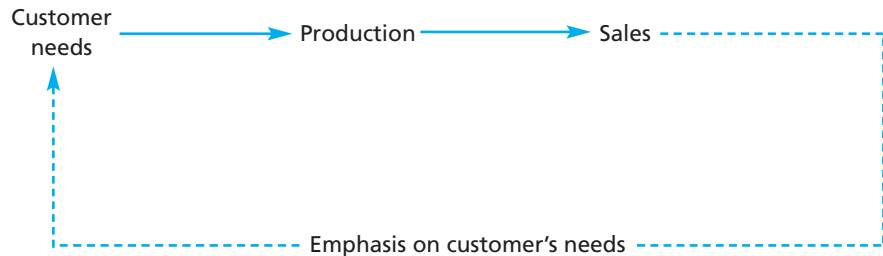 Customer
needs
Production
Sales
Emphasis on customer’s needs